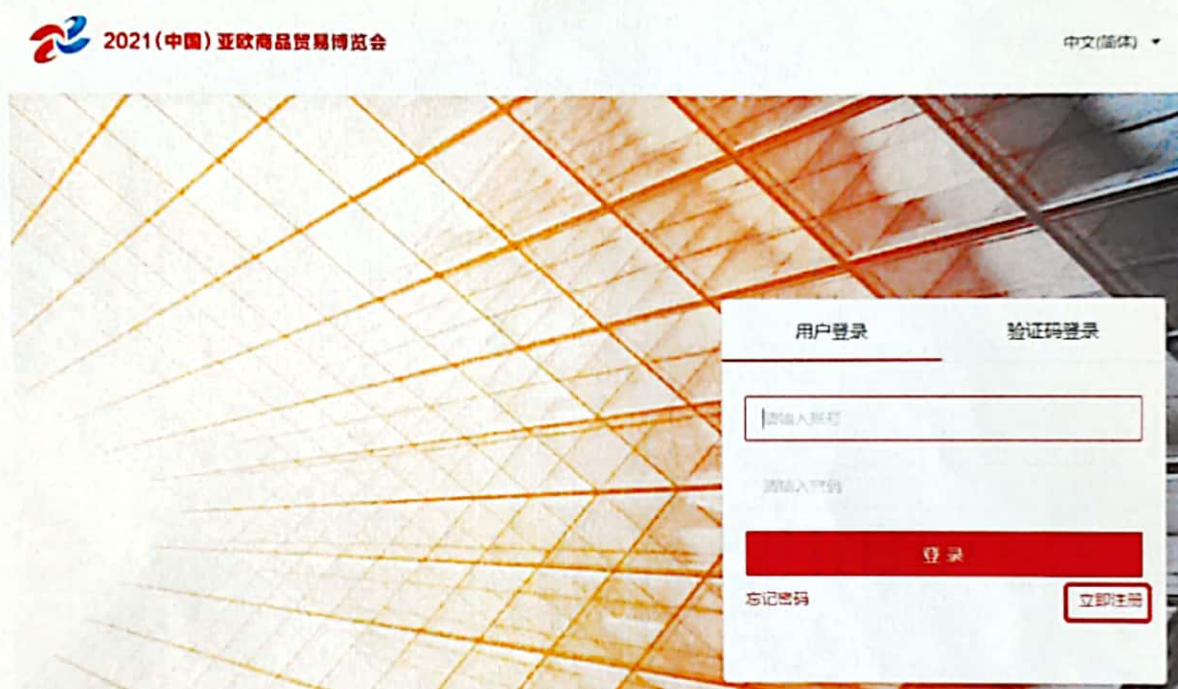 2021(中国)亚欧商品贸易博览会
中文(简体)
用户登录
验证码登录
请输入账号
请输入密码
登 录
忘记密码
立即注册